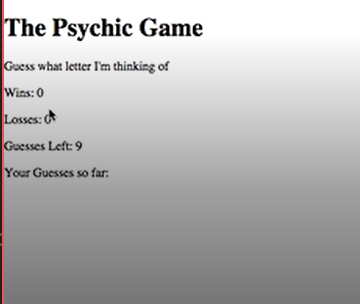 The Psychic Game
Guess what letter I'm thinking of
Wins: 0
Losses: 0
Guesses Left: 9
Your Guesses so far: